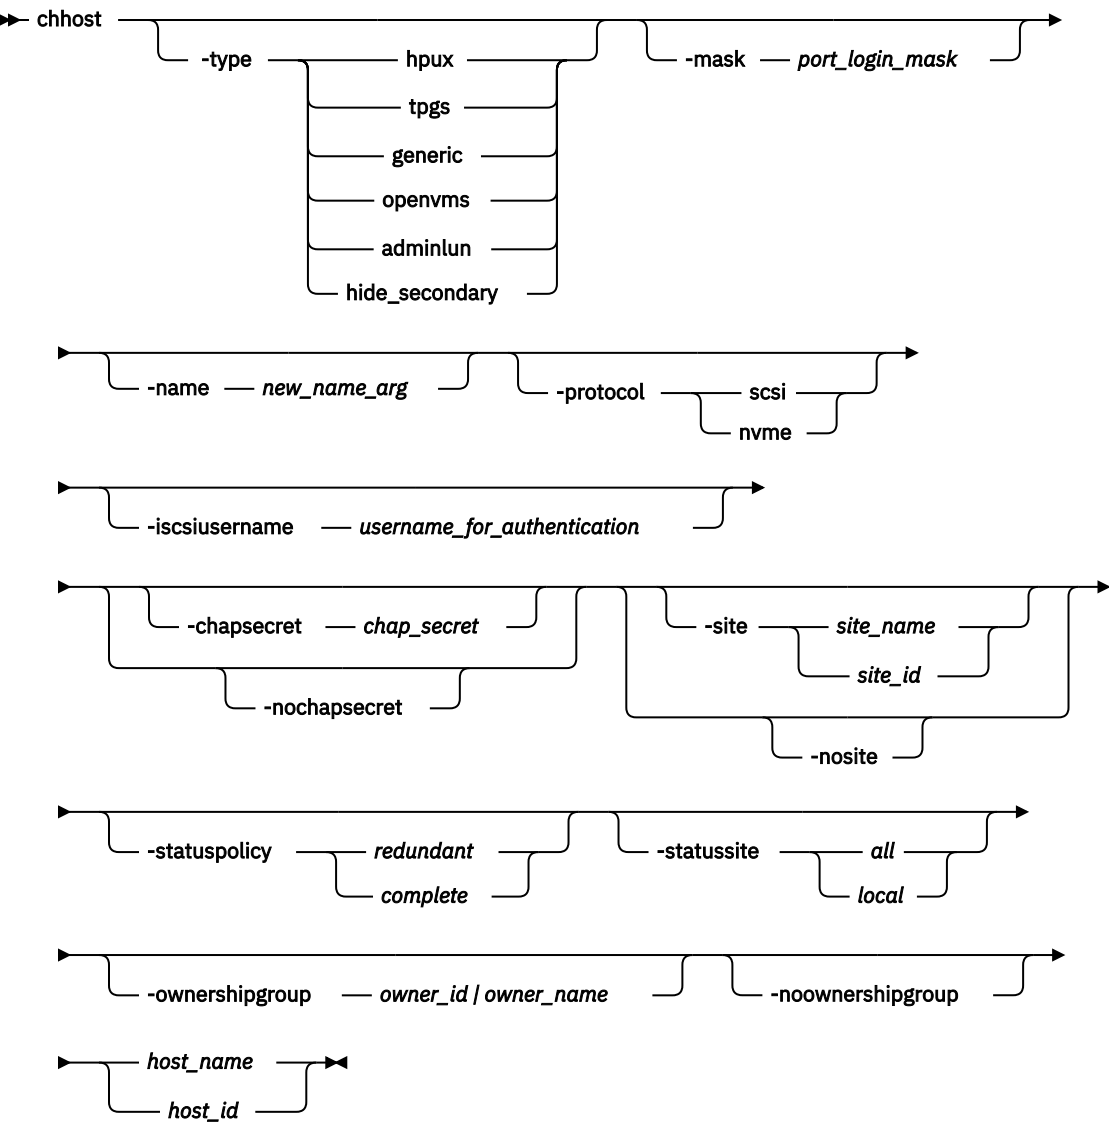 chhost
-type hpux -mask port_login_mask
tpgs
generic
openvms
adminlun
hide_secondary
-name new_name_arg -protocol scsi
nvme
-iscsiusername username_for_authentication
-chapsecret chap_secret -site site_name
site_id
-nochapsecret
-nosite
-statuspolicy redundant -statussite all
complete local
-ownershipgroup owner_id / owner_name -noownershipgroup
host_name
host_id